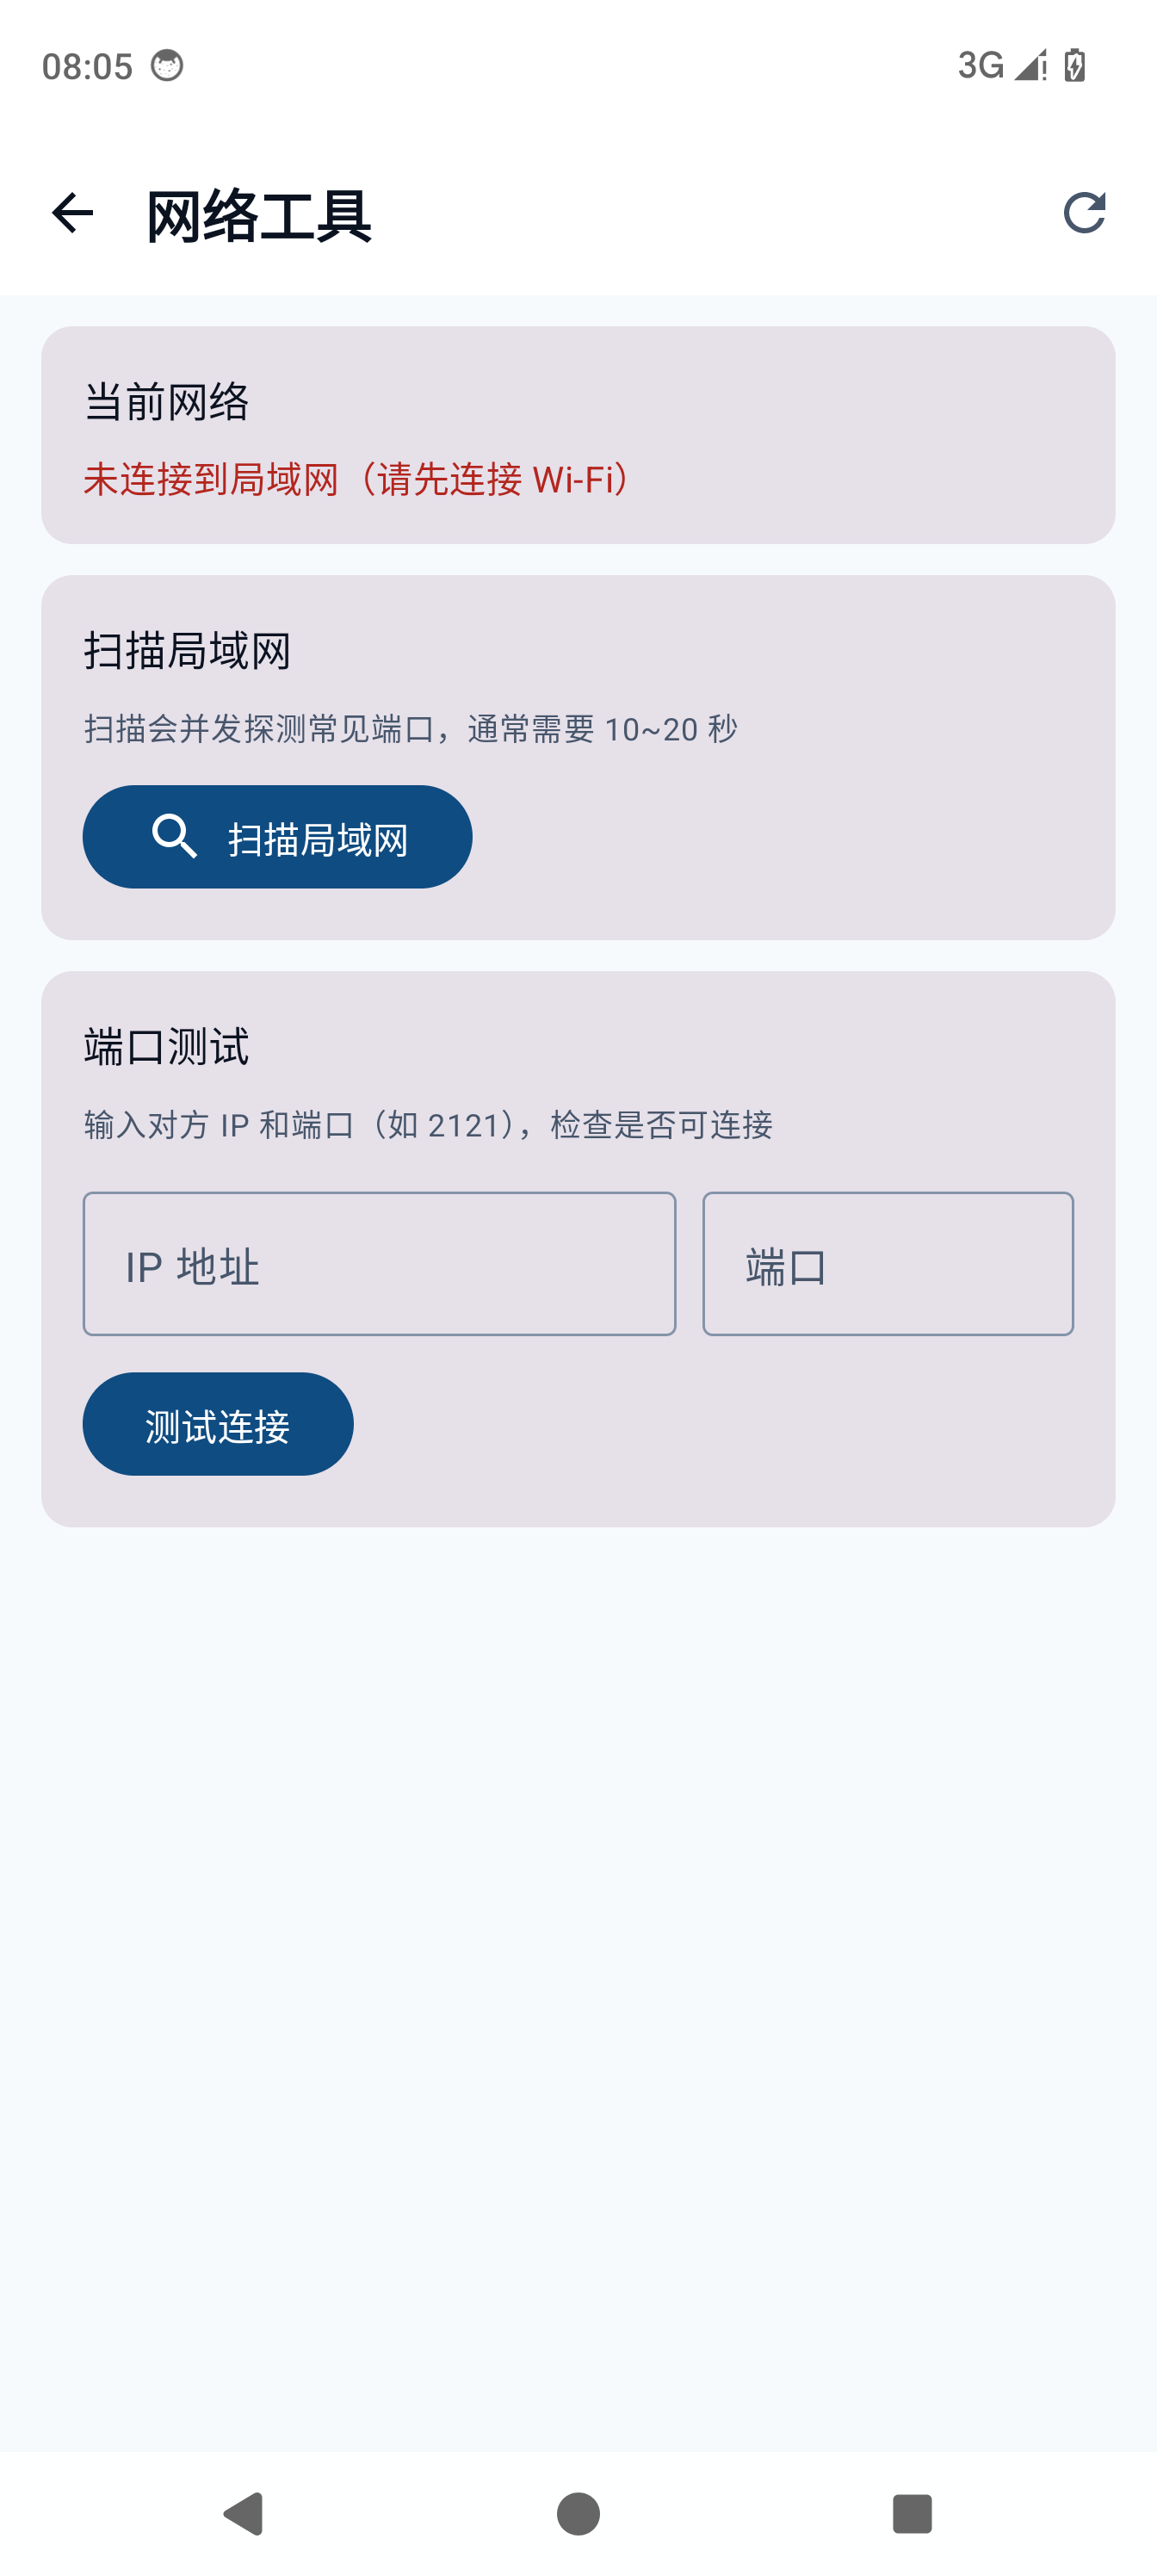 08:05
3G
网络工具
当前网络
未连接到局域网（请先连接 Wi-Fi）
扫描局域网
扫描会并发探测常见端口，通常需要 10~20 秒
扫描局域网
端口测试
输入对方 IP 和端口（如 2121），检查是否可连接
IP 地址
端口
测试连接